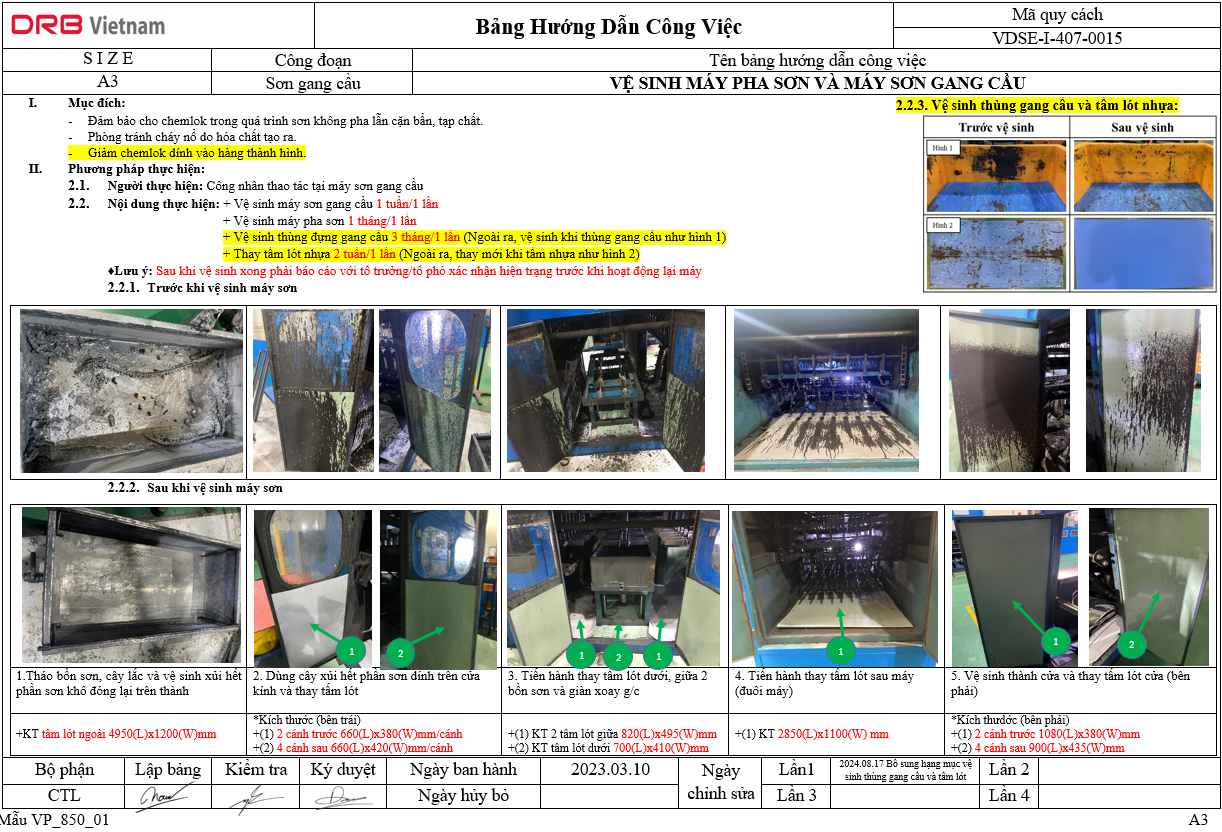 DRB Vietnam
Bảng Hướng Dẫn Công Việc
Mã quy cách
VDSE-I-407-0015
SIZE
Công đoạn
Tên bảng hướng dẫn công việc
A3
Sơn gang cầu
VỆ SINH MÁY PHA SƠN VÀ MÁY SƠN GANG CẦU
I. Mục đích:
- Đảm bảo cho chemlok trong quá trình sơn không pha lẫn cặn bẩn, tạp chất.
- Phòng tránh cháy nổ do hóa chất tạo ra.
- Giảm chemlok dính vào hàng thành hình.
II. Phương pháp thực hiện:
2.1. Người thực hiện: Công nhân thao tác tại máy sơn gang cầu
2.2. Nội dung thực hiện: + Vệ sinh máy sơn gang cầu 1 tuần/1 lần
+ Vệ sinh máy pha sơn 1 tháng/1 lần
+ Vệ sinh thùng đựng gang cầu 3 tháng/1 lần (Ngoài ra, vệ sinh khi thùng gang cầu như hình 1)
+ Thay tấm lót nhựa 2 tuần/1 lần (Ngoài ra, thay mới khi tấm nhựa như hình 2)
♦Lưu ý: Sau khi vệ sinh xong phải báo cáo với tổ trưởng/tổ phó xác nhận hiện trạng trước khi hoạt động lại máy
2.2.3. Vệ sinh thùng gang cầu và tấm lót nhựa:
Trước vệ sinh
Sau vệ sinh
Hình 1
Hình 2
2.2.1. Trước khi vệ sinh máy sơn
2.2.2. Sau khi vệ sinh máy sơn
1
2
1
2
1
1
1
2
1.Tháo bồn sơn, cây lắc và vệ sinh xủi hết
phần sơn khô đóng lại trên thành
2. Dùng cây xủi hết phần sơn dính trên cửa
kính và thay tấm lót
3. Tiến hành thay tấm lót dưới, giữa 2
bồn sơn và giàn xoay g/c
4. Tiến hành thay tấm lót sau máy
(đuôi máy)
5. Vệ sinh thành cửa và thay tấm lót cửa (bên
phải)
+KT tấm lót ngoài 4950(L)x1200(W)mm
*Kích thước (bên trái)
+(1) 2 cánh trước 660(L)x380(W)mm/cánh
+(2) 4 cánh sau 660(L)x420(W)mm/cánh
+(1) KT 2 tấm lót giữa 820(L)x495(W)mm
+(2) KT tấm lót dưới 700(L)x410(W)mm
+(1) KT 2850(L)x1100(W) mm
*Kích thưdớc (bên phải)
+(1) 2 cánh trước 1080(L)x380(W)mm
+(2) 4 cánh sau 900(L)x435(W)mm
Bộ phận
Lập bảng
Kiểm tra
Ký duyệt
Ngày ban hành
2023.03.10
Ngày
chỉnh sửa
Lần1
2024.08.17 Bổ sung hạng mục vệ
sinh thùng gang cầu và tấm lót
Lần 2
CTL
Ngày hủy bỏ
Lần 3
Lần 4
Mẫu VP_850_01
A3